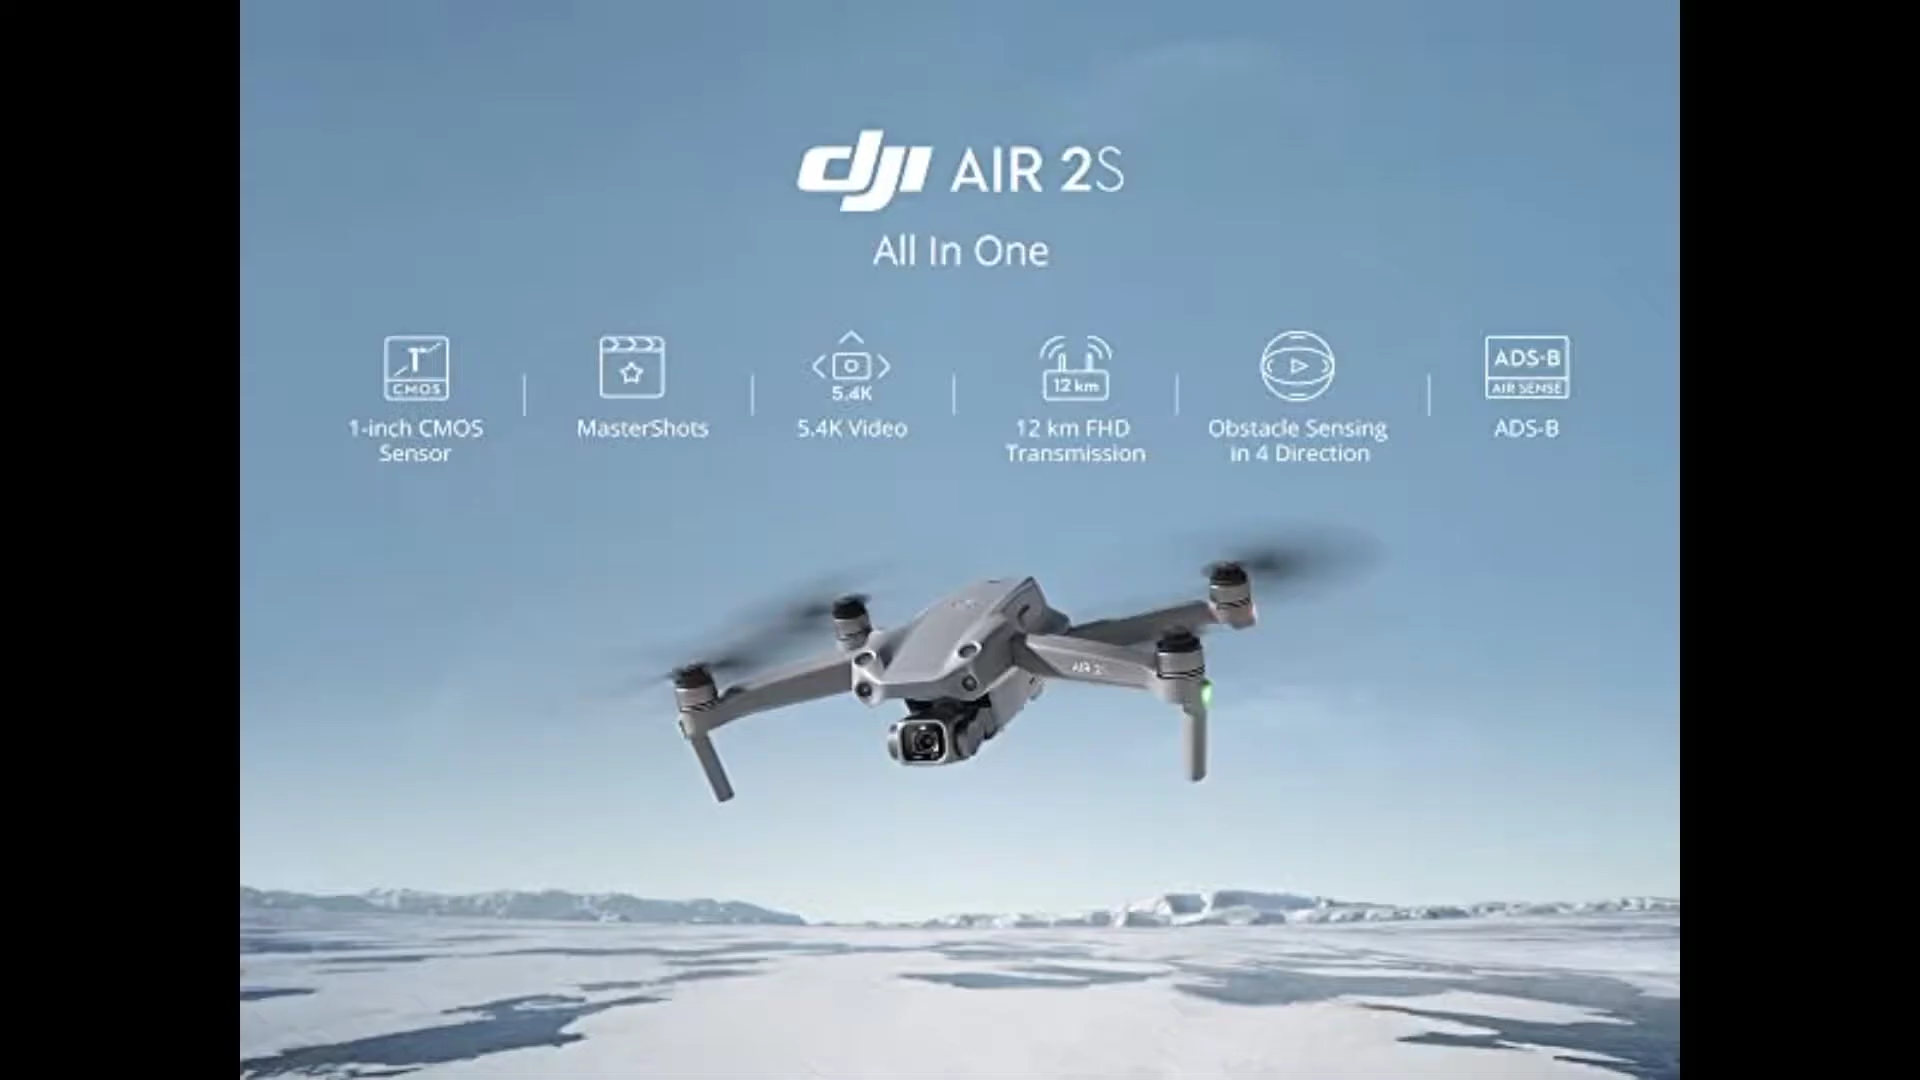 dji AIR 2S
All In One
1" CMOS
5.4K
12 km
ADS-B
AIR SENSE
1-inch CMOS
Sensor
MasterShots
5.4K Video
12 km FHD
Transmission
Obstacle Sensing
in 4 Direction
ADS-B
AIR 2S